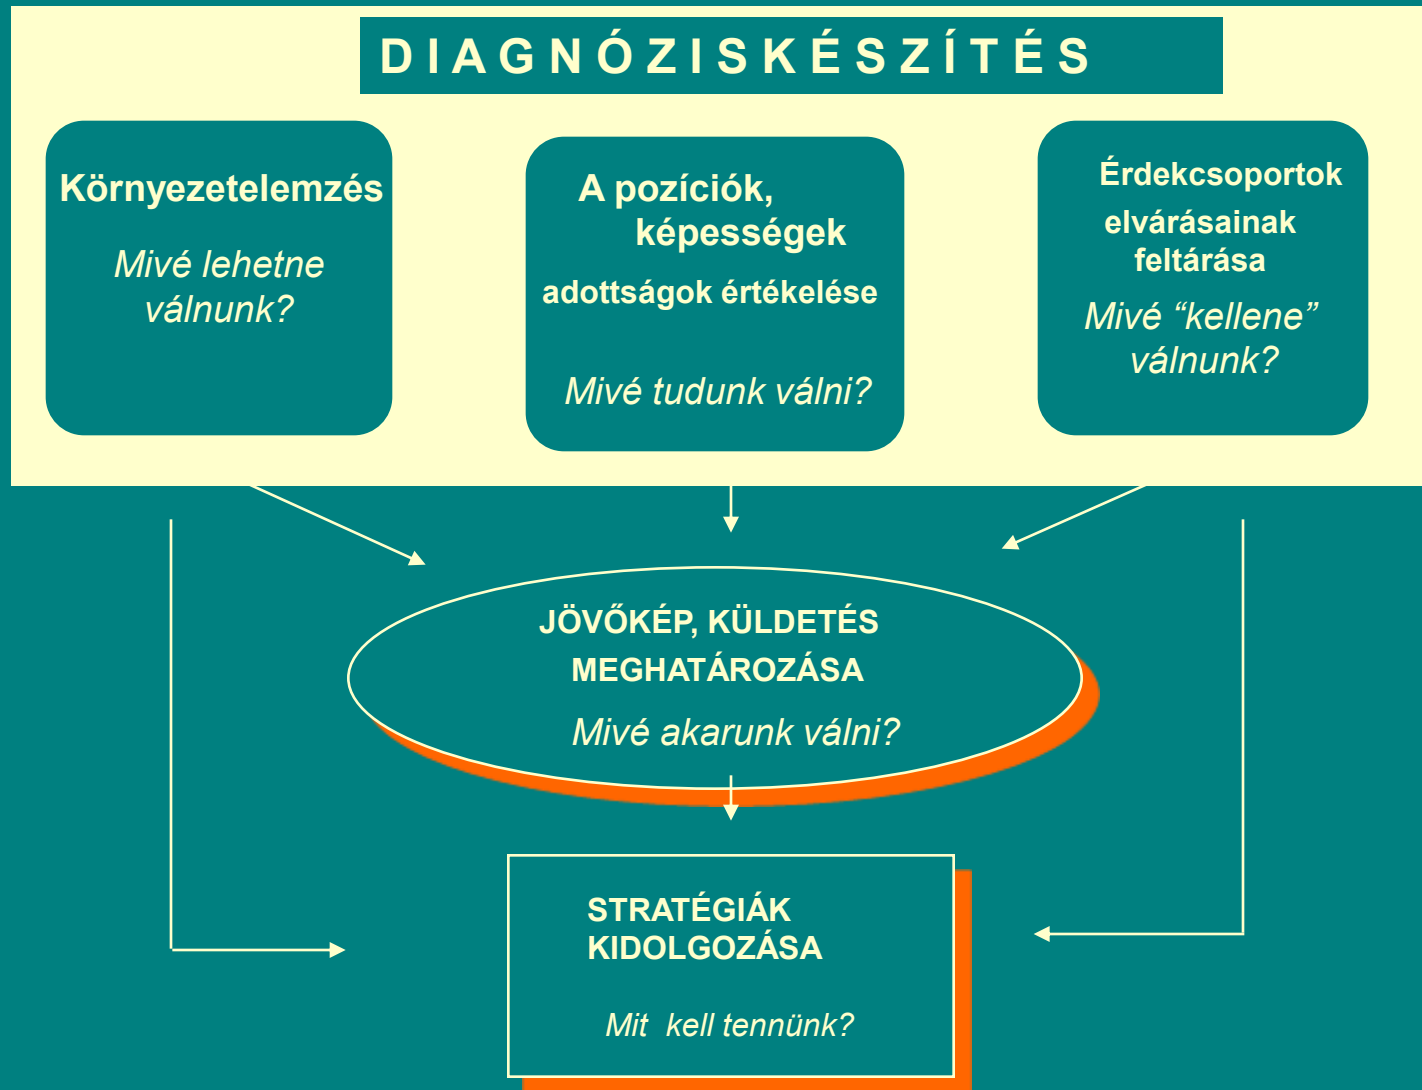 DIAGNÓZISKÉSZÍTÉS
Környezetelemzés
Mivé lehetne
válnunk?
A pozíciók,
képességek
adottságok értékelése
Mivé tudunk válni?
Érdekcsoportok
elvárásainak
feltárása
Mivé “kellene”
válnunk?
JÖVŐKÉP, KÜLDETÉS
MEGHATÁROZÁSA
Mivé akarunk válni?
STRATÉGIÁK
KIDOLGOZÁSA
Mit kell tennünk?